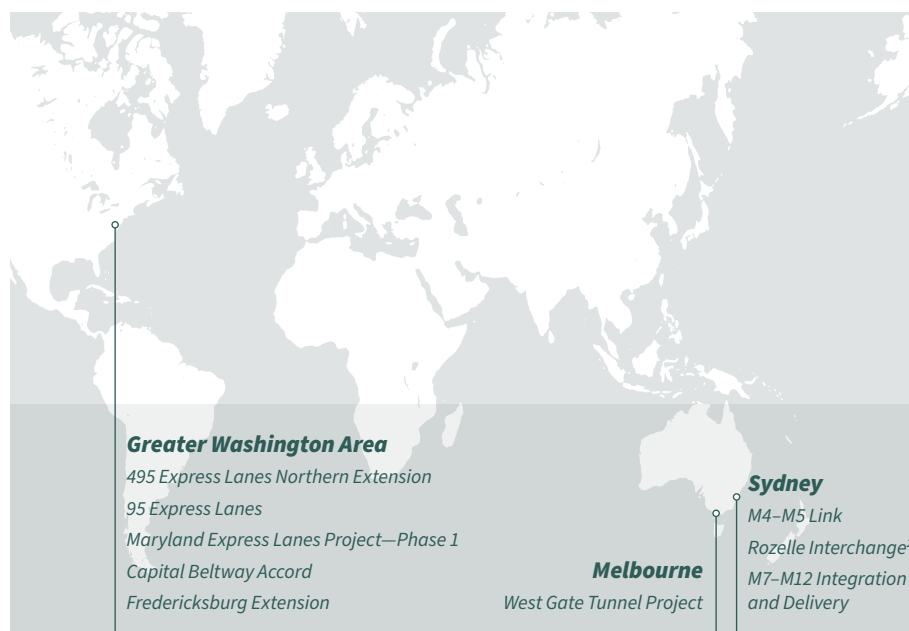 Greater Washington Area
495 Express Lanes Northern Extension
95 Express Lanes
Maryland Express Lanes Project—Phase 1
Capital Beltway Accord
Fredericksburg Extension
Melbourne
West Gate Tunnel Project
Sydney
M4–M5 Link
Rozelle Interchange
M7–M12 Integration
and Delivery